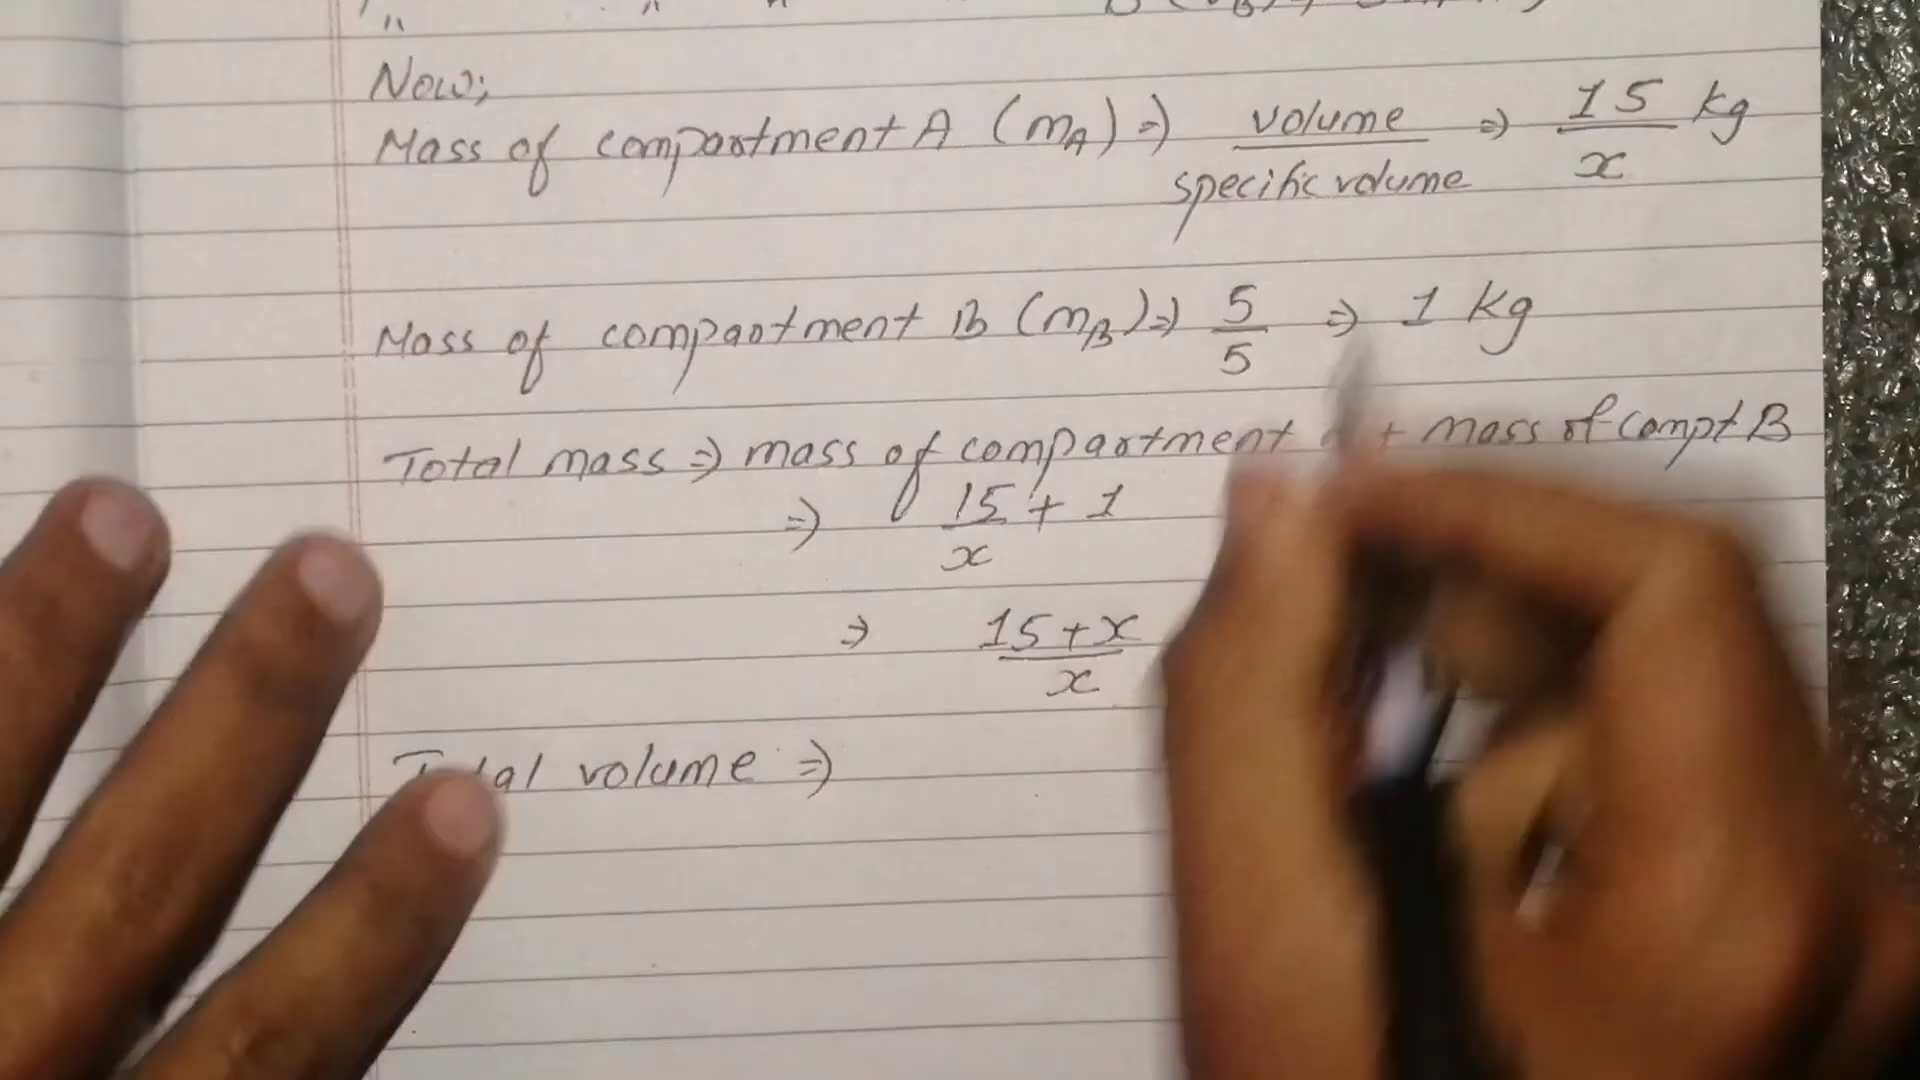 Now;
Mass of compartment A (mA) ⇒ volume / specific volume ⇒ 15 / x kg
Mass of compartment B (mB) ⇒ 5 / 5 ⇒ 1 kg
Total mass ⇒ mass of compartment + mass of compt B
⇒ 15 / x + 1
⇒ 15 + x / x
Total volume ⇒